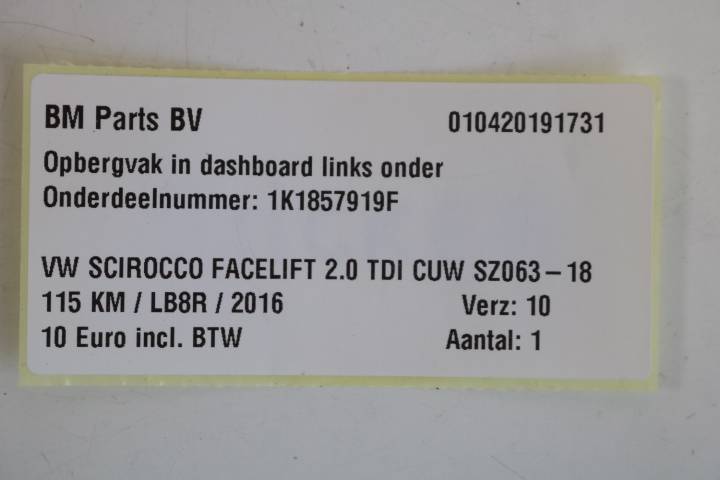 BM Parts BV 010420191731
Opbergvak in dashboard links onder
Onderdeelnummer: 1K1857919F
VW SCIROCCO FACELIFT 2.0 TDI CUW SZ063-18
115 KM / LB8R / 2016 Verz: 10
10 Euro incl. BTW Aantal: 1